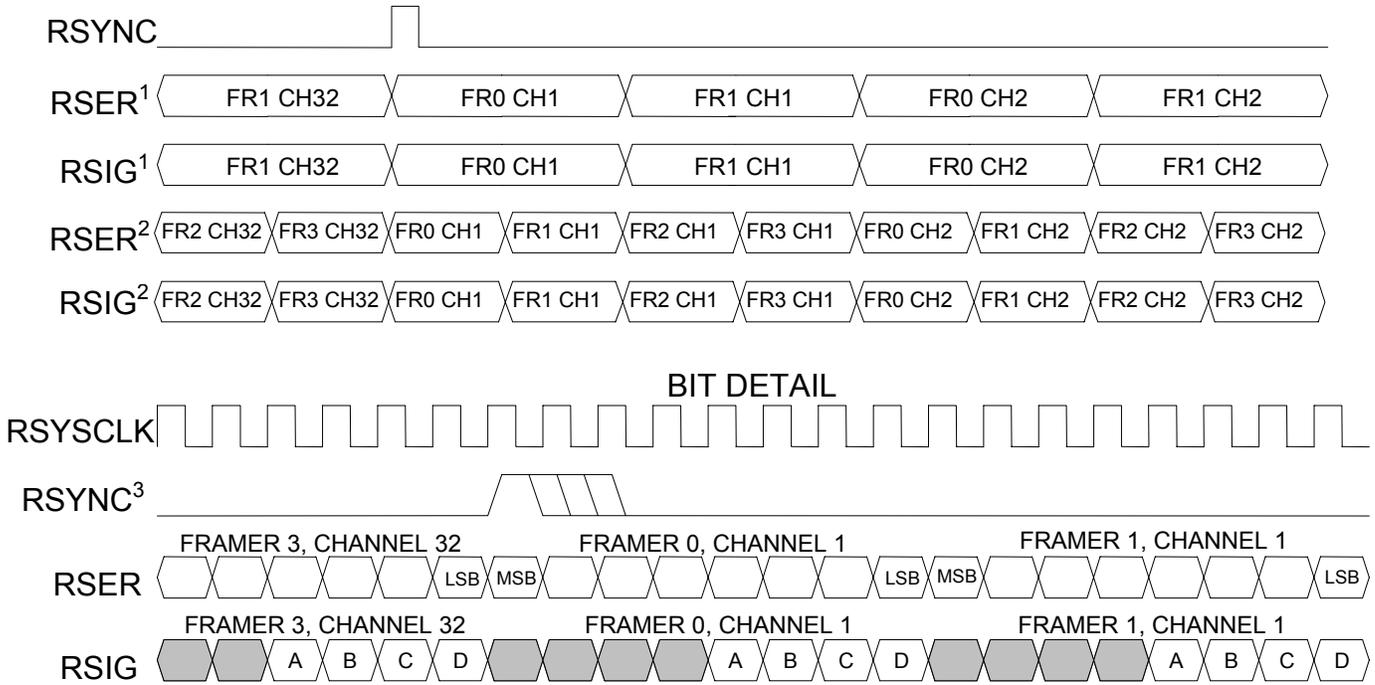 RSYNC
RSER¹ FR1 CH32 FR0 CH1 FR1 CH1 FR0 CH2 FR1 CH2
RSIG¹ FR1 CH32 FR0 CH1 FR1 CH1 FR0 CH2 FR1 CH2
RSER² FR2 CH32 FR3 CH32 FR0 CH1 FR1 CH1 FR2 CH1 FR3 CH1 FR0 CH2 FR1 CH2 FR2 CH2 FR3 CH2
RSIG² FR2 CH32 FR3 CH32 FR0 CH1 FR1 CH1 FR2 CH1 FR3 CH1 FR0 CH2 FR1 CH2 FR2 CH2 FR3 CH2
BIT DETAIL
RSYSCLK
RSYNC³
FRAMER 3, CHANNEL 32 FRAMER 0, CHANNEL 1 FRAMER 1, CHANNEL 1
RSER LSB MSB LSB MSB LSB
FRAMER 3, CHANNEL 32 FRAMER 0, CHANNEL 1 FRAMER 1, CHANNEL 1
RSIG A B C D A B C D A B C D